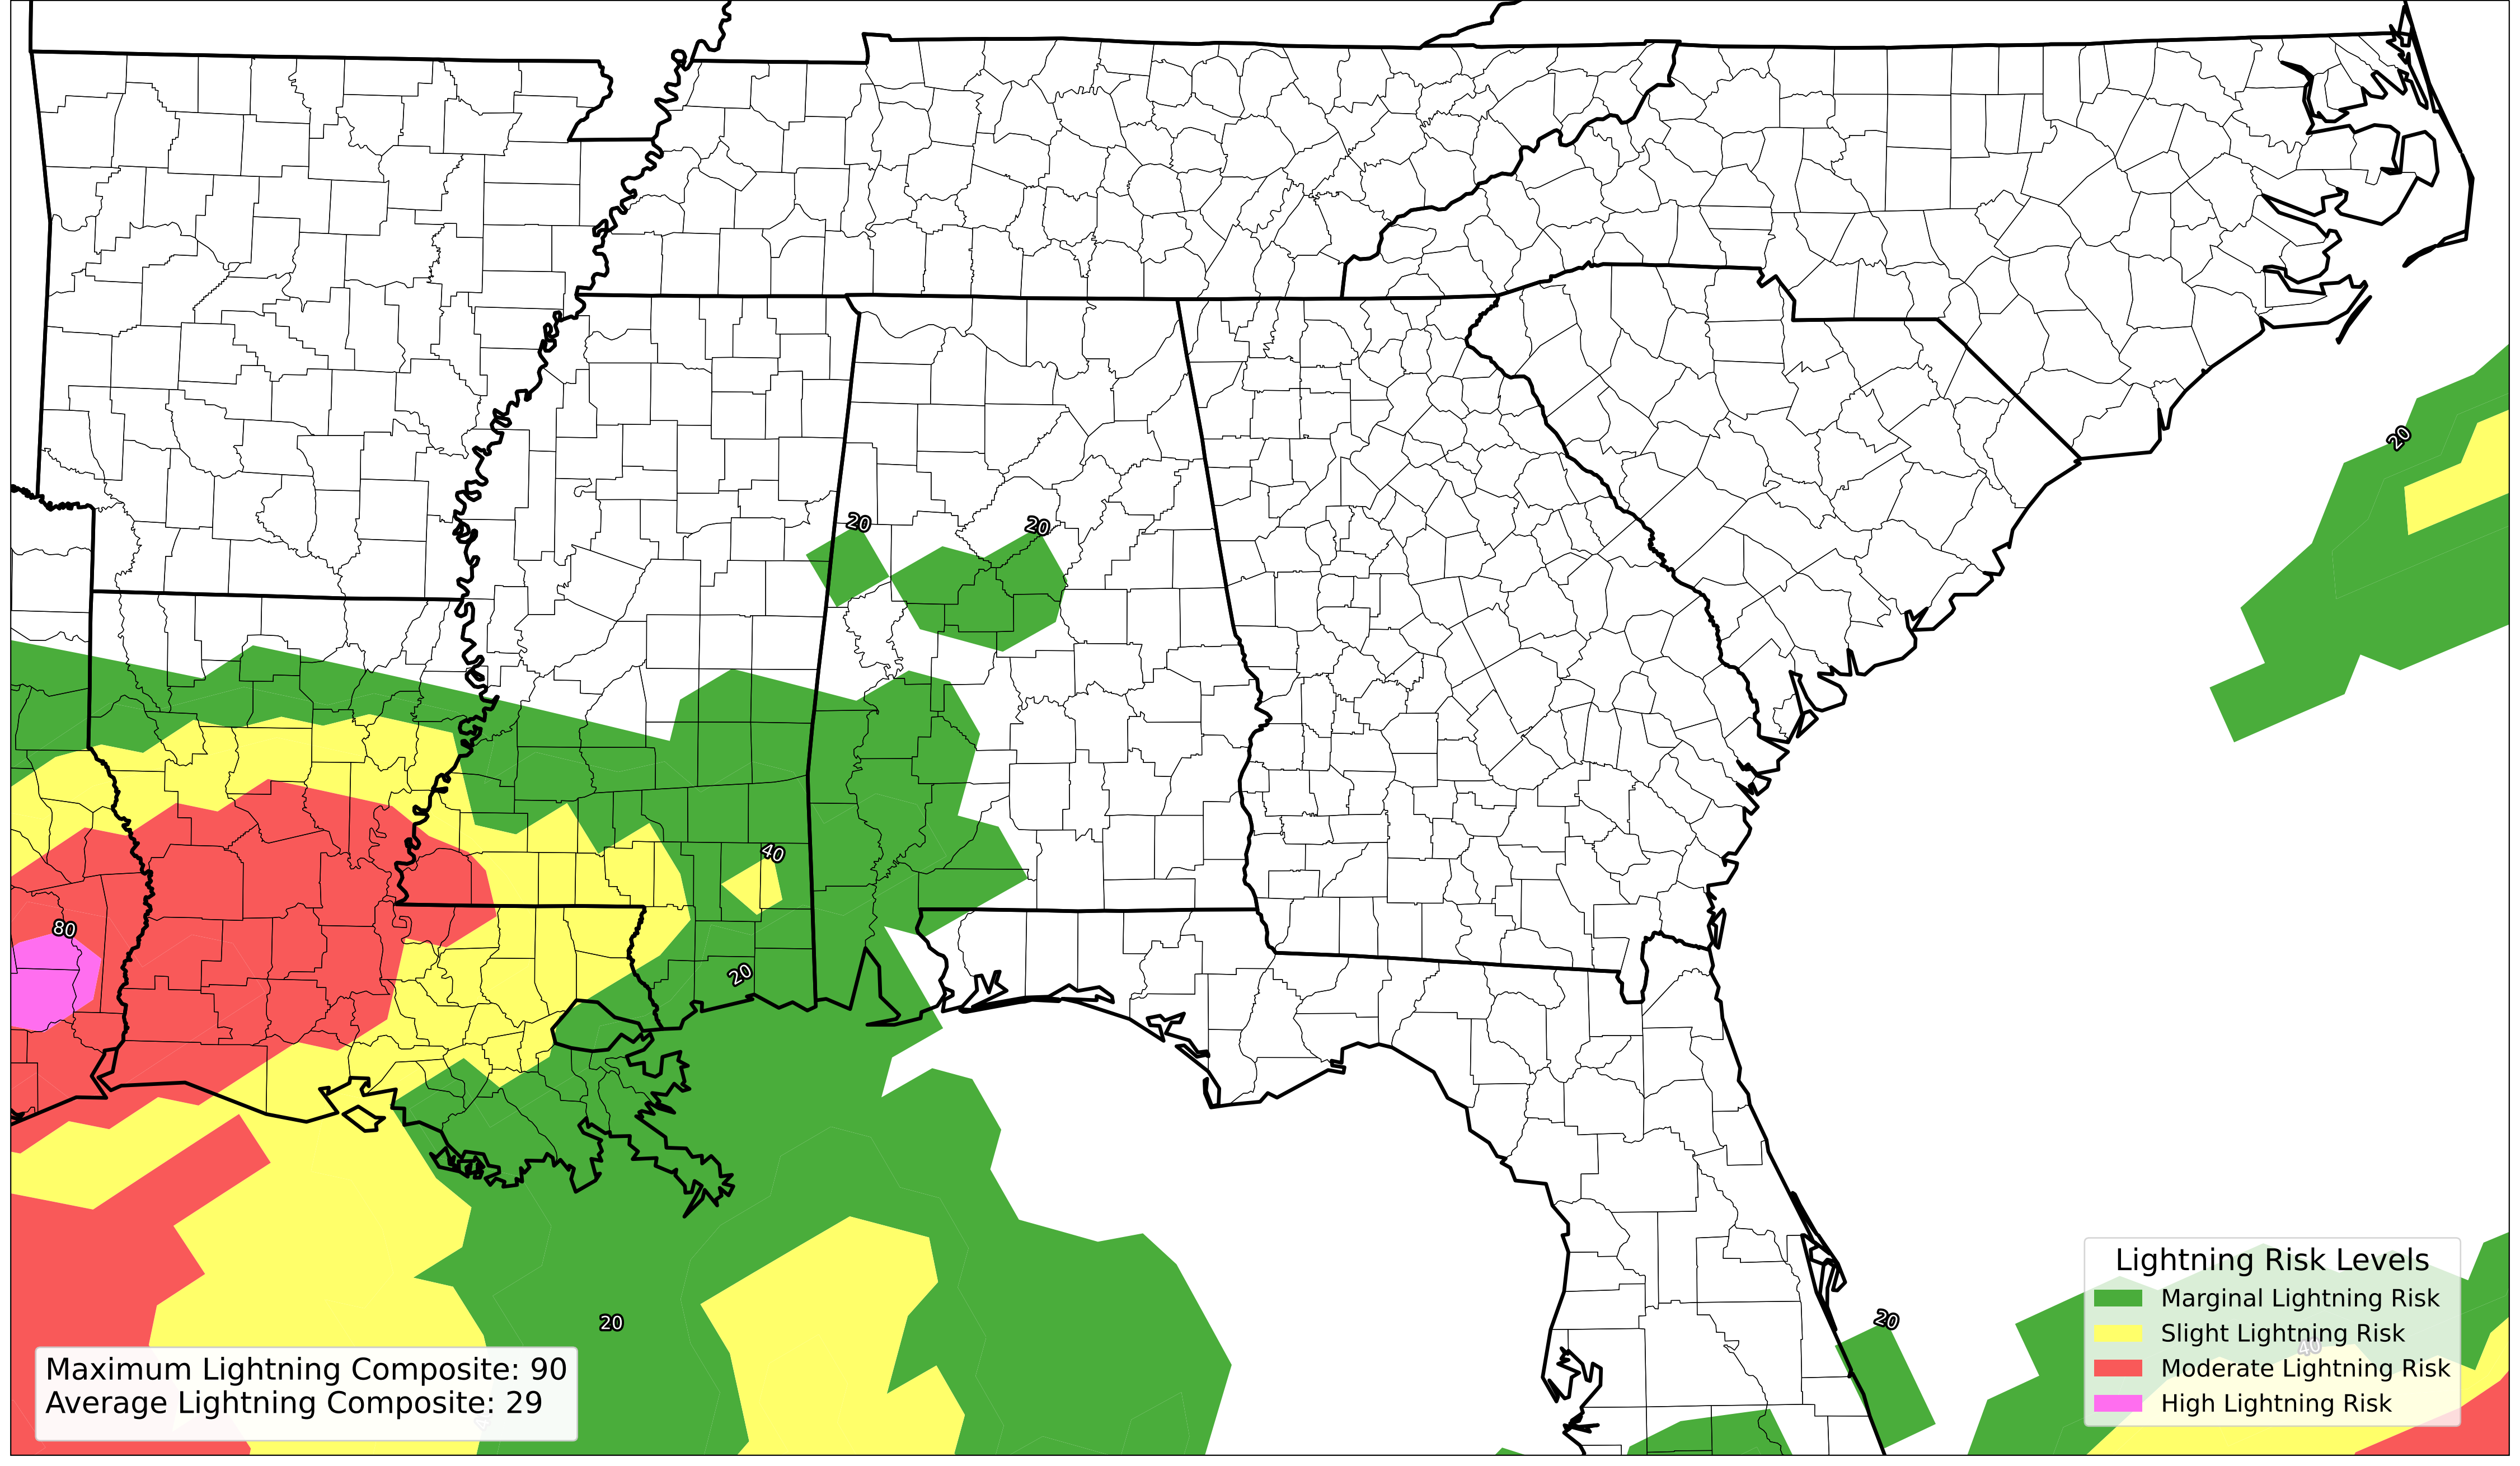 20
20
20
40
80
20
20
20
Lightning Risk Levels
Marginal Lightning Risk
Slight Lightning Risk
40
Moderate Lightning Risk
High Lightning Risk
Maximum Lightning Composite: 90
Average Lightning Composite: 29